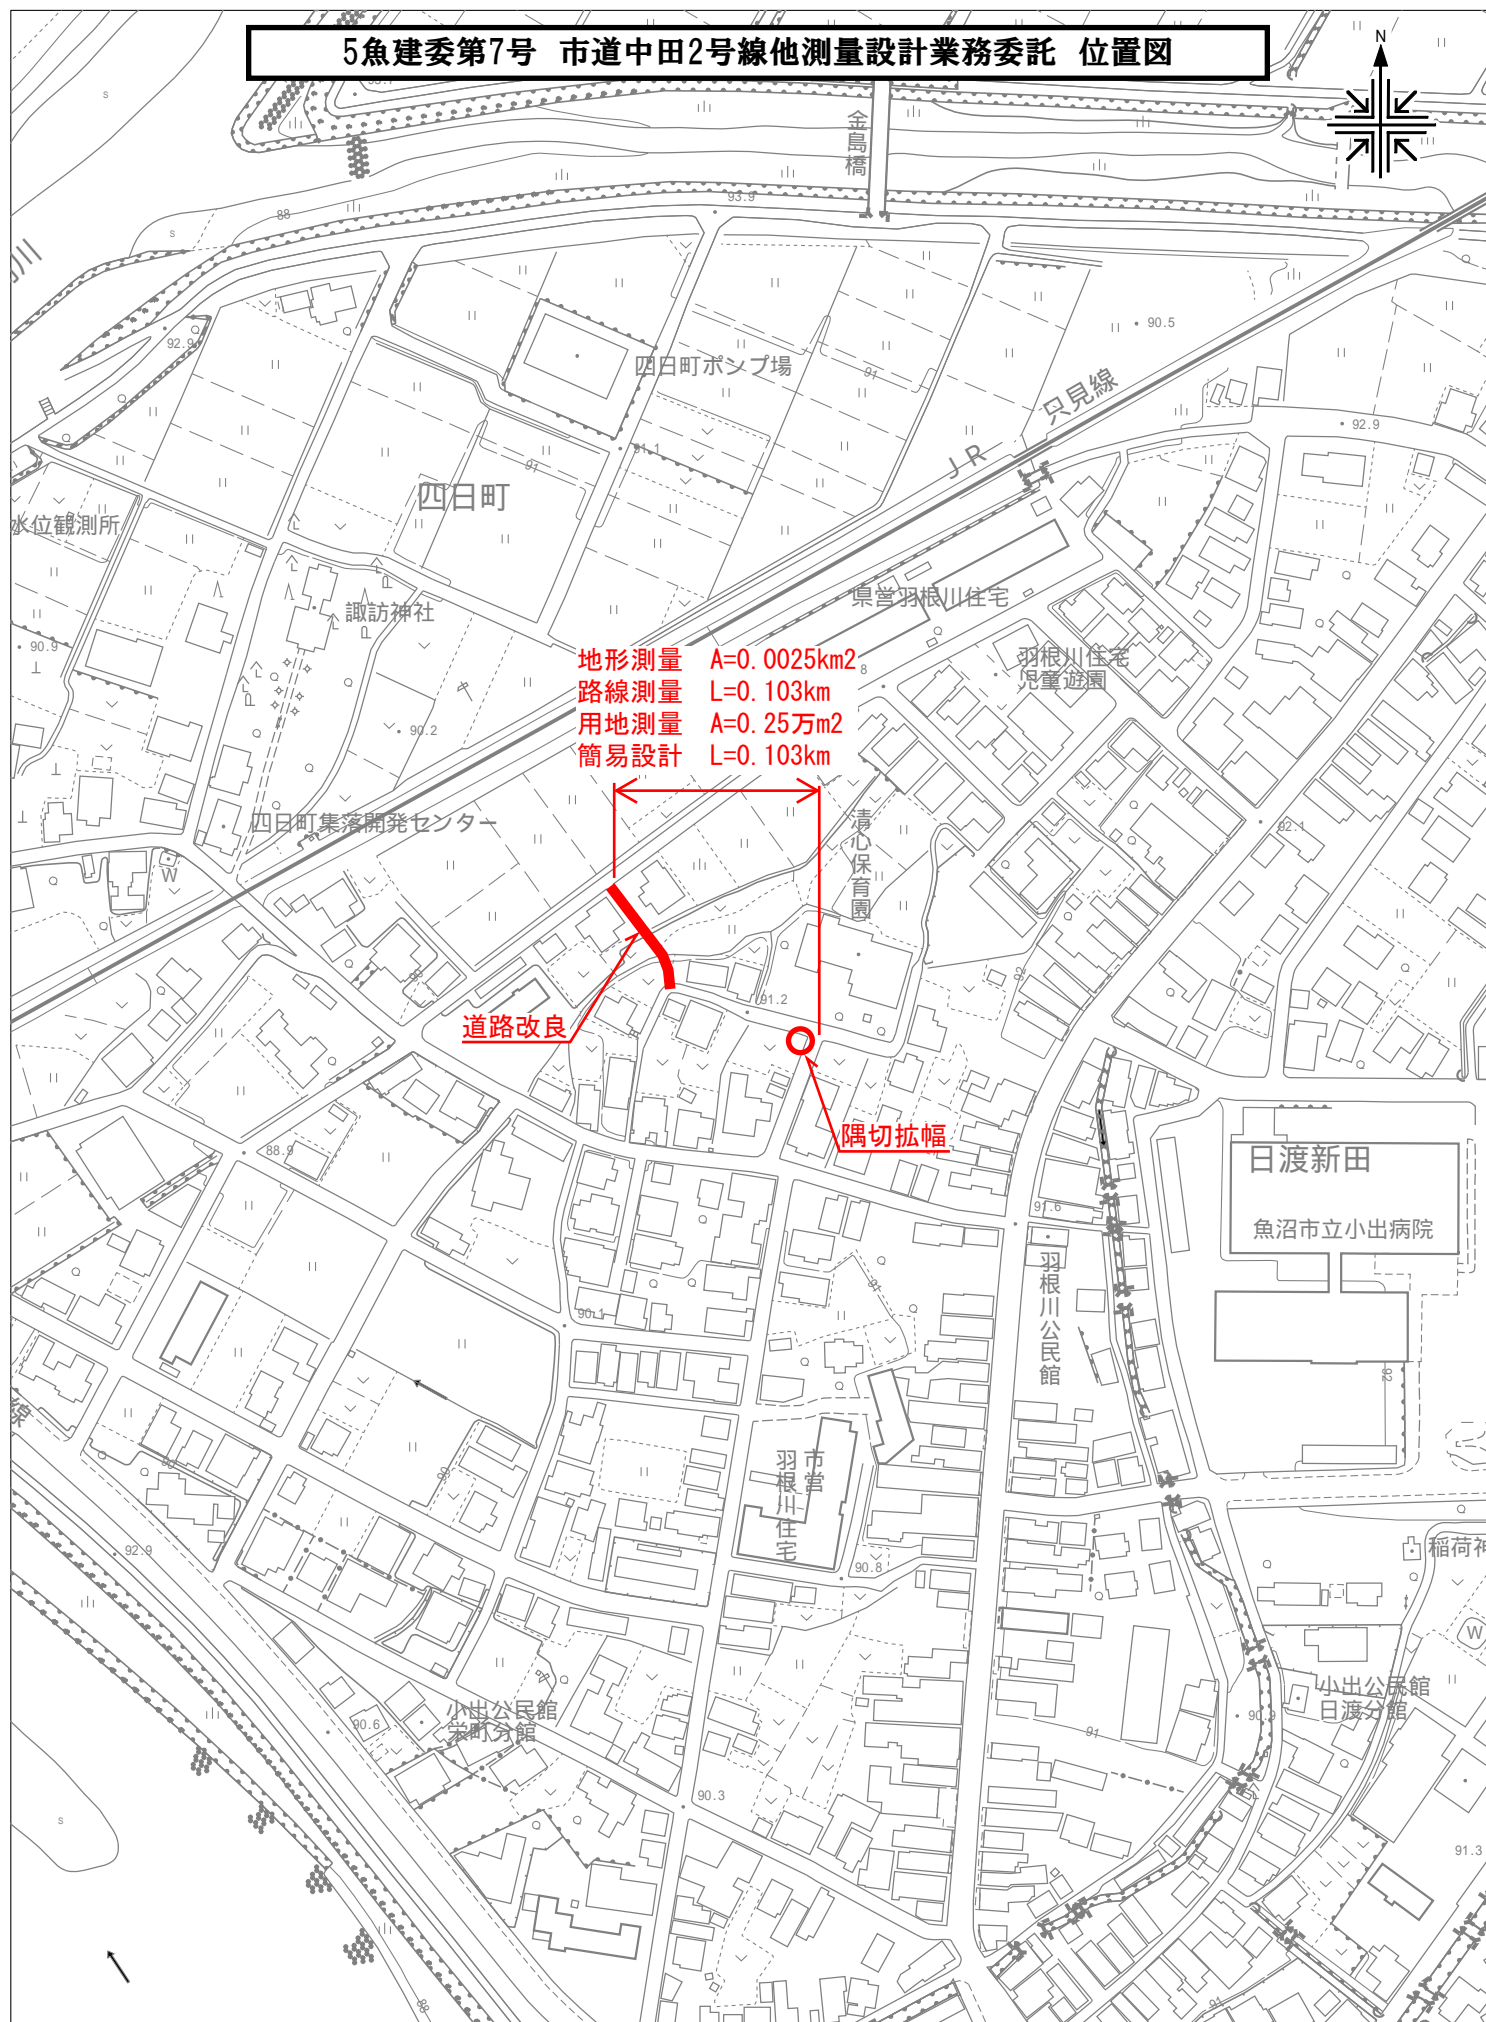 5魚建委第7号 市道中田2号線他測量設計業務委託 位置図
N
金島橋
93.9
88
92.9
四日町ポンプ場
91
90.5
只見線
JR
92.9
91.1
91
四日町
水位観測所
県営羽根川住宅
諏訪神社
90.9
羽根川住宅
児童遊園
地形測量 A=0.0025km2
路線測量 L=0.103km
用地測量 A=0.25万m2
簡易設計 L=0.103km
90.2
四日町集落開発センター
清心保育園
92.1
W
92
91.2
道路改良
隅切拡幅
88.9
日渡新田
魚沼市立小出病院
91.6
羽根川公民館
91
90.1
92
線
市営
羽根川住宅
90
90
92.9
90.8
稲荷神
W
小出公民館
栄町分館
90.6
小出公民館
日渡分館
90.9
91
90.3
91.3
88
91